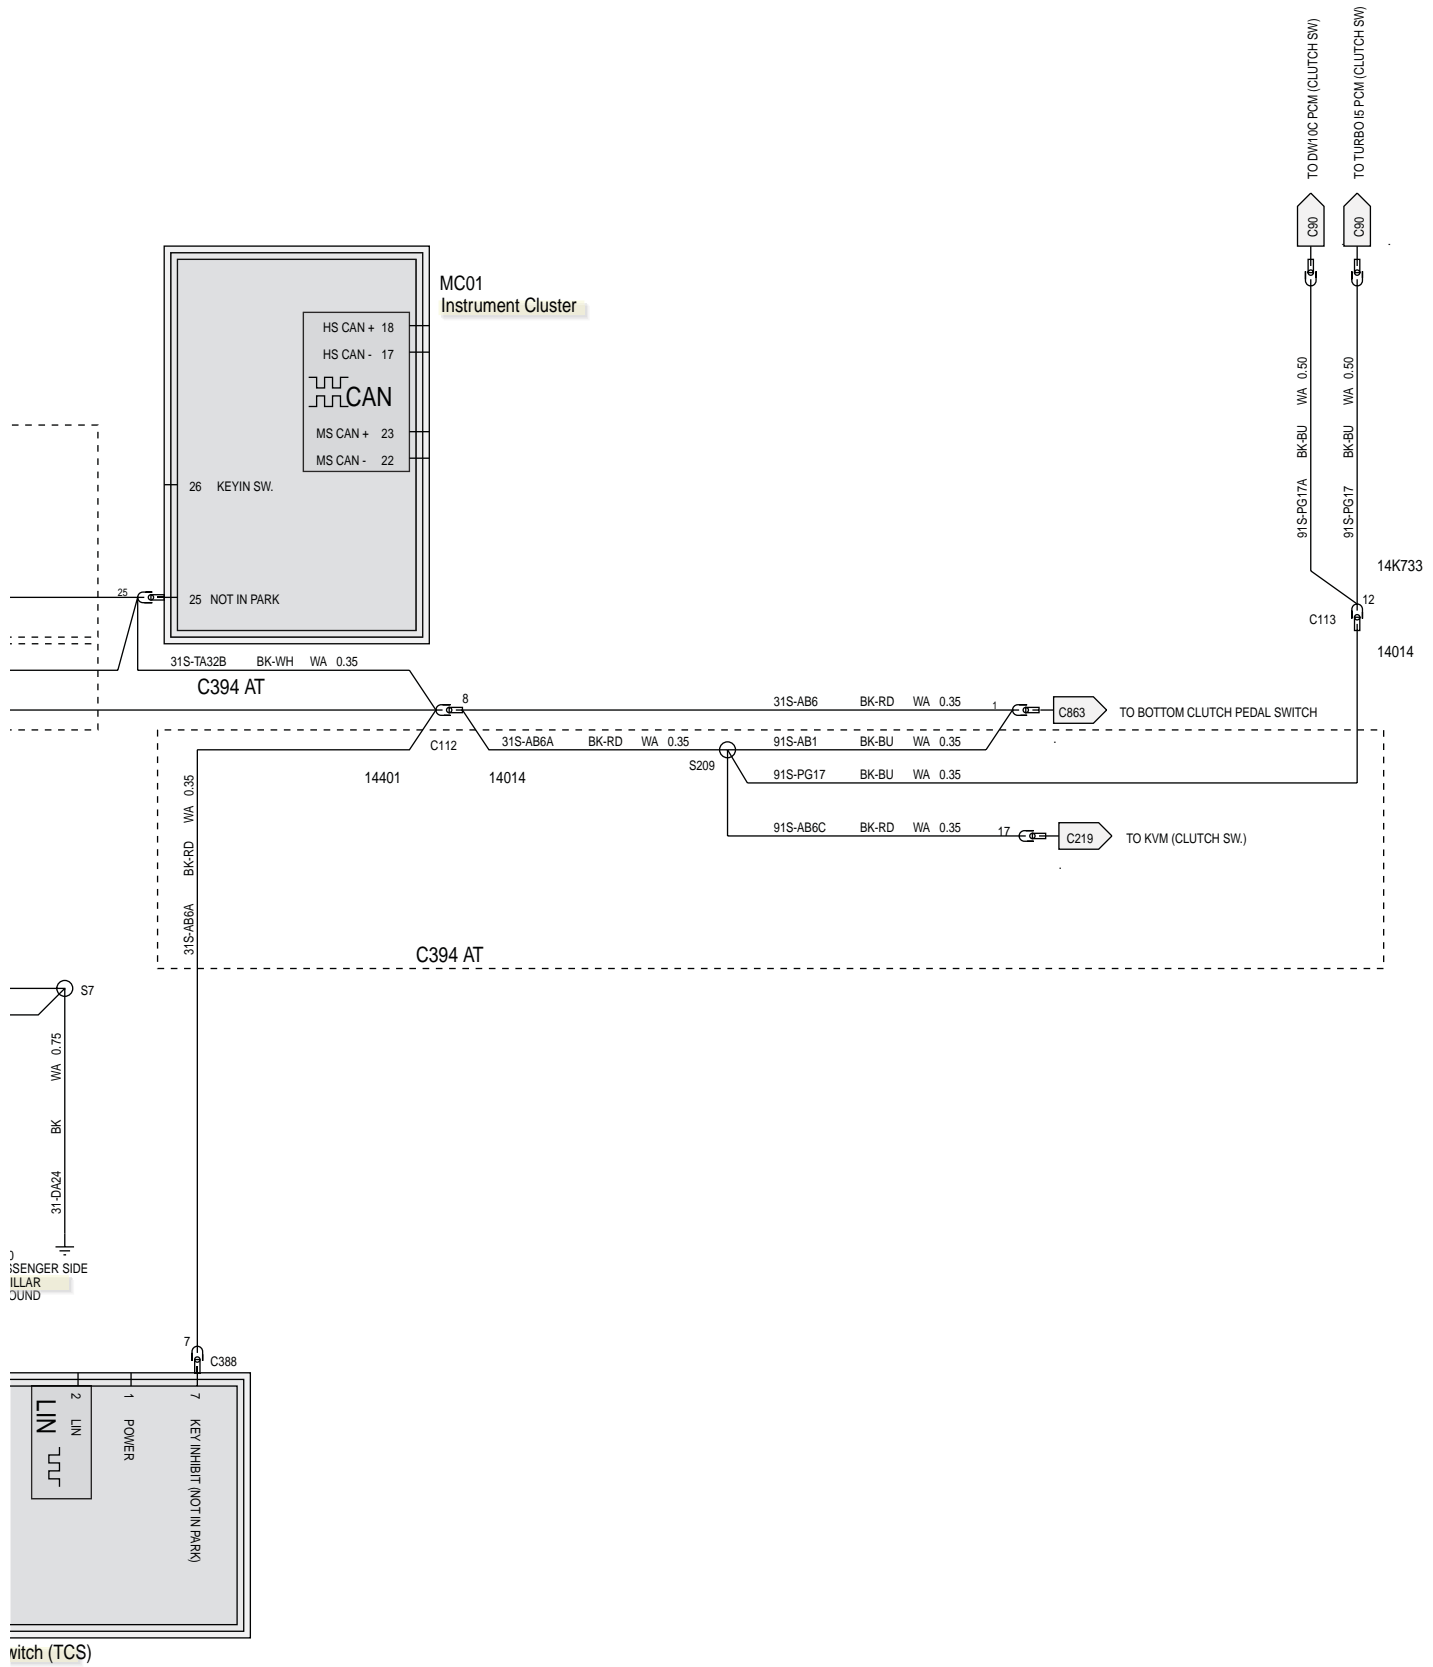 TO DW10C PCM (CLUTCH SW)
TO TURBO I5 PCM (CLUTCH SW)
C90
C90
MC01
Instrument Cluster
HS CAN + 18
HS CAN - 17
CAN
MS CAN + 23
MS CAN - 22
26 KEYIN SW.
25
25 NOT IN PARK
91S-PG17A BK-BU WA 0.50
91S-PG17 BK-BU WA 0.50
14K733
12
C113
14014
31S-TA32B BK-WH WA 0.35
C394 AT
8
31S-AB6 BK-RD WA 0.35
1
C863
TO BOTTOM CLUTCH PEDAL SWITCH
C112
31S-AB6A BK-RD WA 0.35
S209
91S-AB1 BK-BU WA 0.35
14401
14014
91S-PG17 BK-BU WA 0.35
91S-AB6C BK-RD WA 0.35
17
C219
TO KVM (CLUTCH SW.)
31S-AB6A BK-RD WA 0.35
C394 AT
S7
31-DA24 BK WA 0.75
SSENGER SIDE
ILLAR
OUND
7
C388
LIN
2 LIN
1 POWER
7 KEY INHIBIT (NOT IN PARK)
witch (TCS)